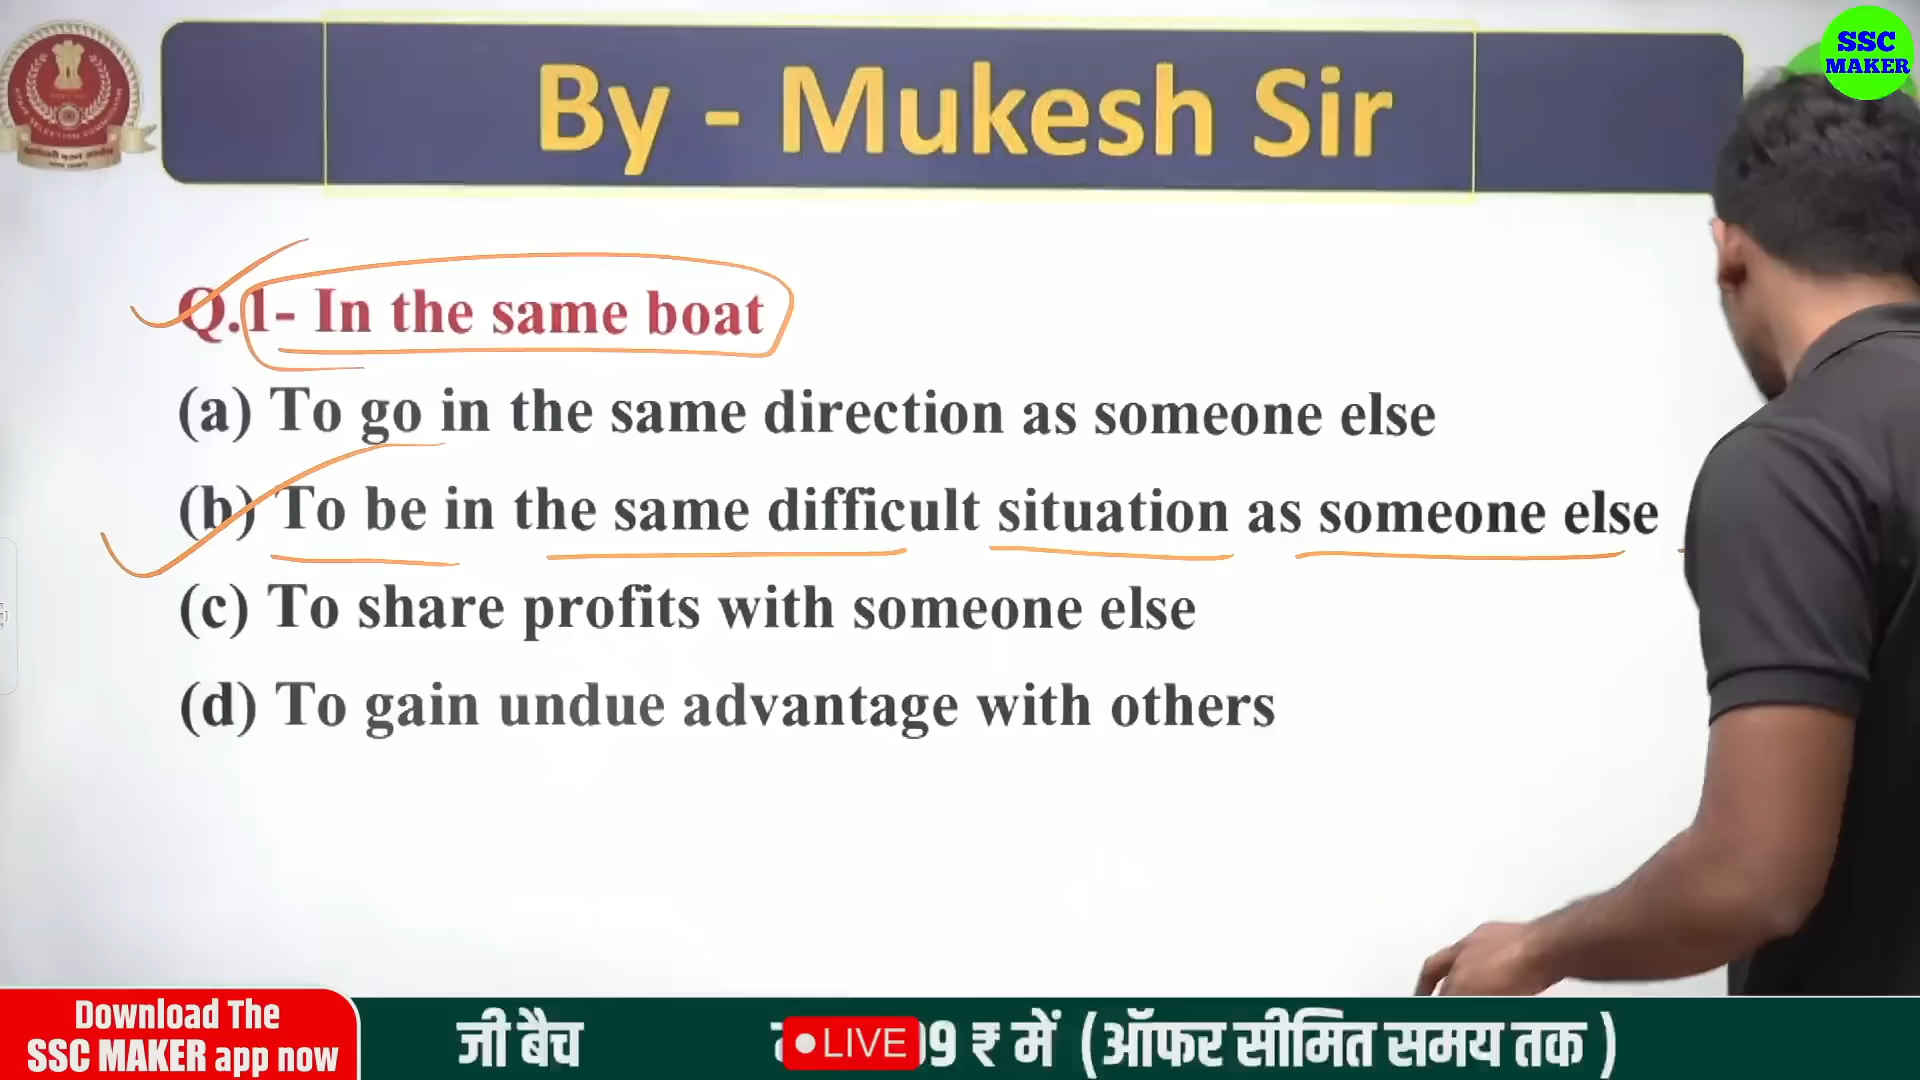 SSC
MAKER
By - Mukesh Sir
Q.1- In the same boat
(a) To go in the same direction as someone else
(b) To be in the same difficult situation as someone else
(c) To share profits with someone else
(d) To gain undue advantage with others
Download The
SSC MAKER app now
जी बैच
LIVE 9 ₹ में (ऑफर सीमित समय तक )